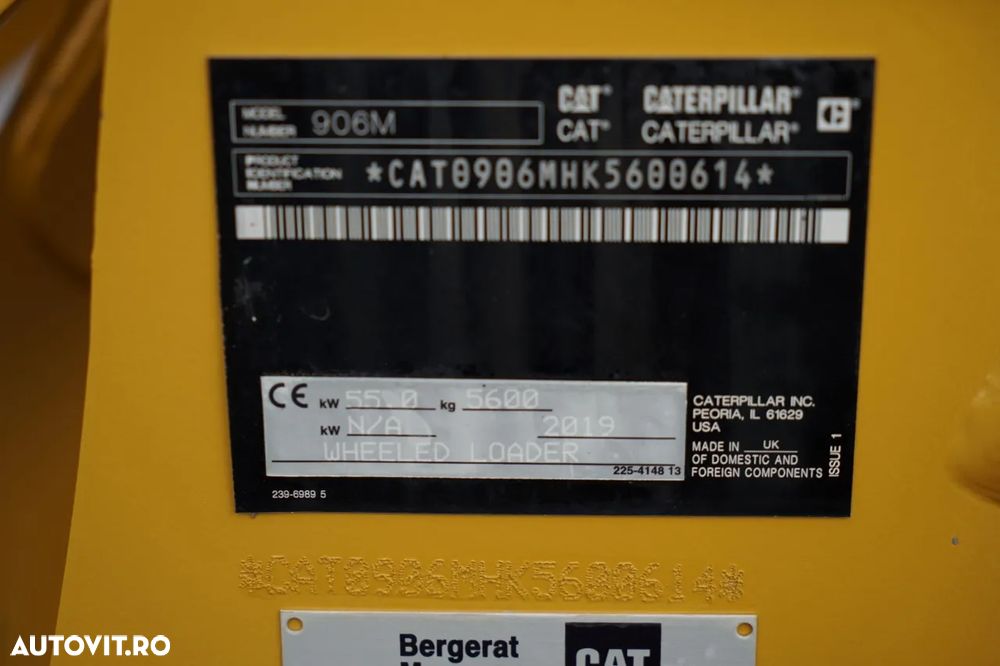 CAT® CATERPILLAR®
MODEL NUMBER 906M
CAT® CATERPILLAR®
PRODUCT IDENTIFICATION NUMBER *CAT0906MHK5600614*
CE kW 55.0 kg 5600
kW N/A 2019
WHEELED LOADER
225-4148 13
CATERPILLAR INC.
PEORIA, IL 61629
USA
MADE IN UK
OF DOMESTIC AND
FOREIGN COMPONENTS
ISSUE 1
239-6989 5
*CAT0906MHK5600614*
Bergerat
CAT
AUTOVIT.RO